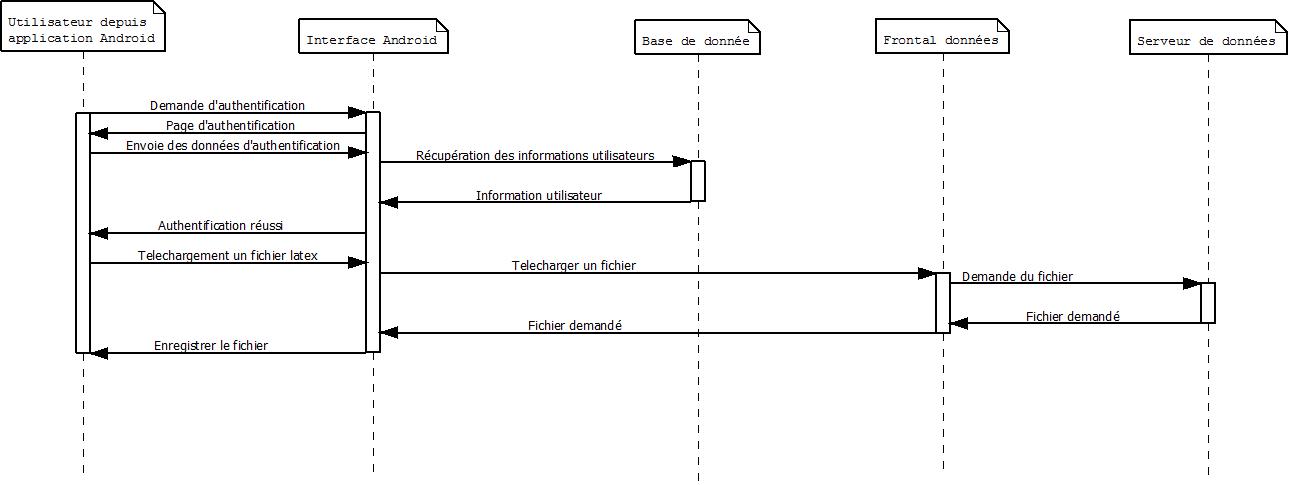 Utilisateur depuis
application Android
Interface Android
Base de donnée
Frontal données
Serveur de données
Demande d'authentification
Page d'authentification
Envoie des données d'authentification
Récupération des informations utilisateurs
Information utilisateur
Authentification réussi
Telechargement un fichier latex
Telecharger un fichier
Demande du fichier
Fichier demandé
Fichier demandé
Enregistrer le fichier